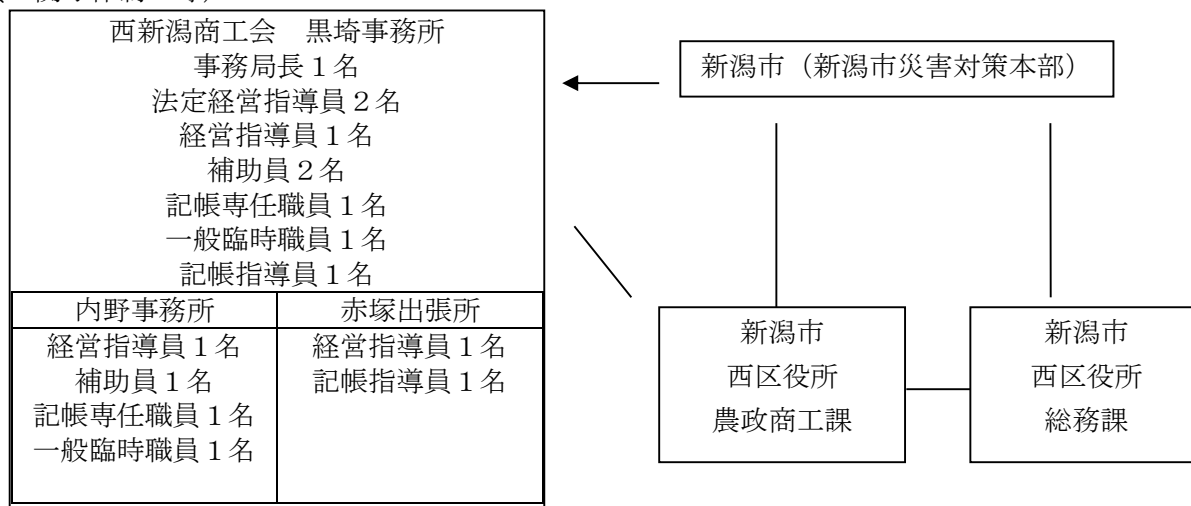 西新潟商工会　黒埼事務所
事務局長１名
法定経営指導員２名
経営指導員１名
補助員２名
記帳専任職員１名
一般臨時職員１名
記帳指導員１名
内野事務所
経営指導員１名
補助員１名
記帳専任職員１名
一般臨時職員１名
赤塚出張所
経営指導員１名
記帳指導員１名
新潟市（新潟市災害対策本部）
新潟市
西区役所
農政商工課
新潟市
西区役所
総務課